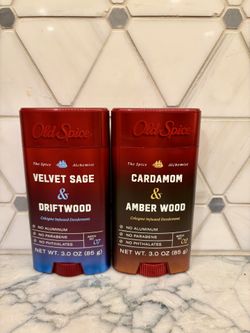 Old Spice
The Spice Alchemist
VELVET SAGE
&
DRIFTWOOD
Cologne Infused Deodorant
NO ALUMINUM
NO PARABENS
NO PHTHALATES
NET WT. 3.0 OZ (85 g)
Old Spice
The Spice Alchemist
CARDAMOM
&
AMBER WOOD
Cologne Infused Deodorant
NO ALUMINUM
NO PARABENS
NO PHTHALATES
NET WT. 3.0 OZ (85 g)